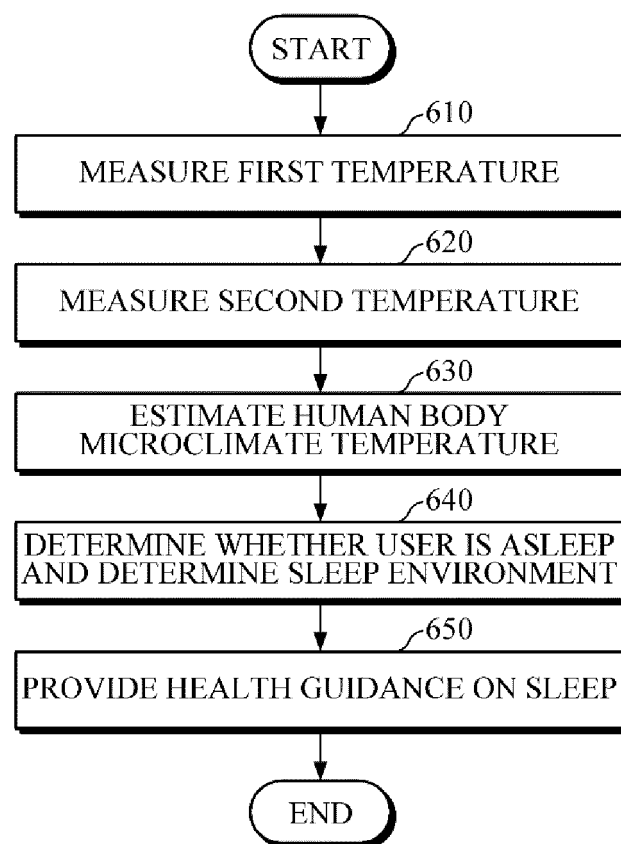 START
610
MEASURE FIRST TEMPERATURE
620
MEASURE SECOND TEMPERATURE
630
ESTIMATE HUMAN BODY
MICROCLIMATE TEMPERATURE
640
DETERMINE WHETHER USER IS ASLEEP
AND DETERMINE SLEEP ENVIRONMENT
650
PROVIDE HEALTH GUIDANCE ON SLEEP
END